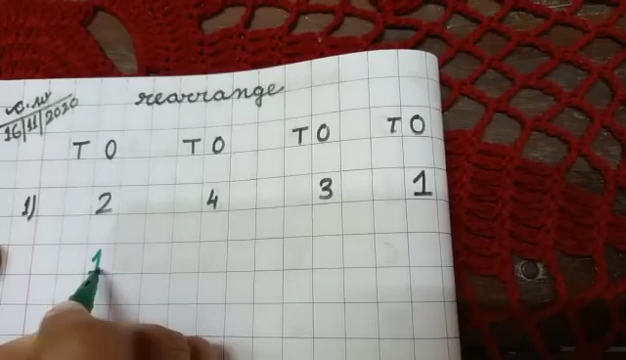 rearrange
c.w
16/11/2020
T O T O T O T O
1) 2 4 3 1
1